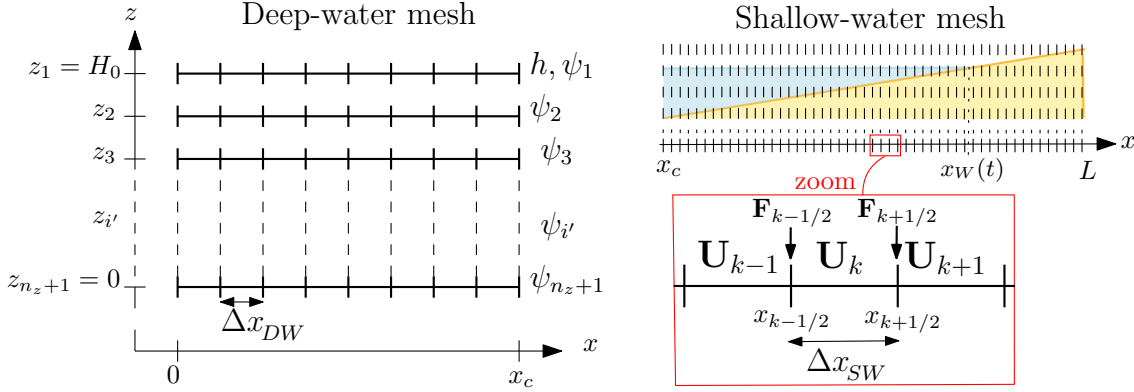 Deep-water mesh
z
z₁ = H₀
h, ψ₁
z₂
ψ₂
z₃
ψ₃
z_{i'}
ψ_{i'}
z_{n_z+1} = 0
ψ_{n_z+1}
Δx_{DW}
x
0
x_c
Shallow-water mesh
x
x_c
x_W(t)
L
zoom
F_{k−1/2}
F_{k+1/2}
U_{k−1}
U_k
U_{k+1}
x_{k−1/2}
x_{k+1/2}
Δx_{SW}